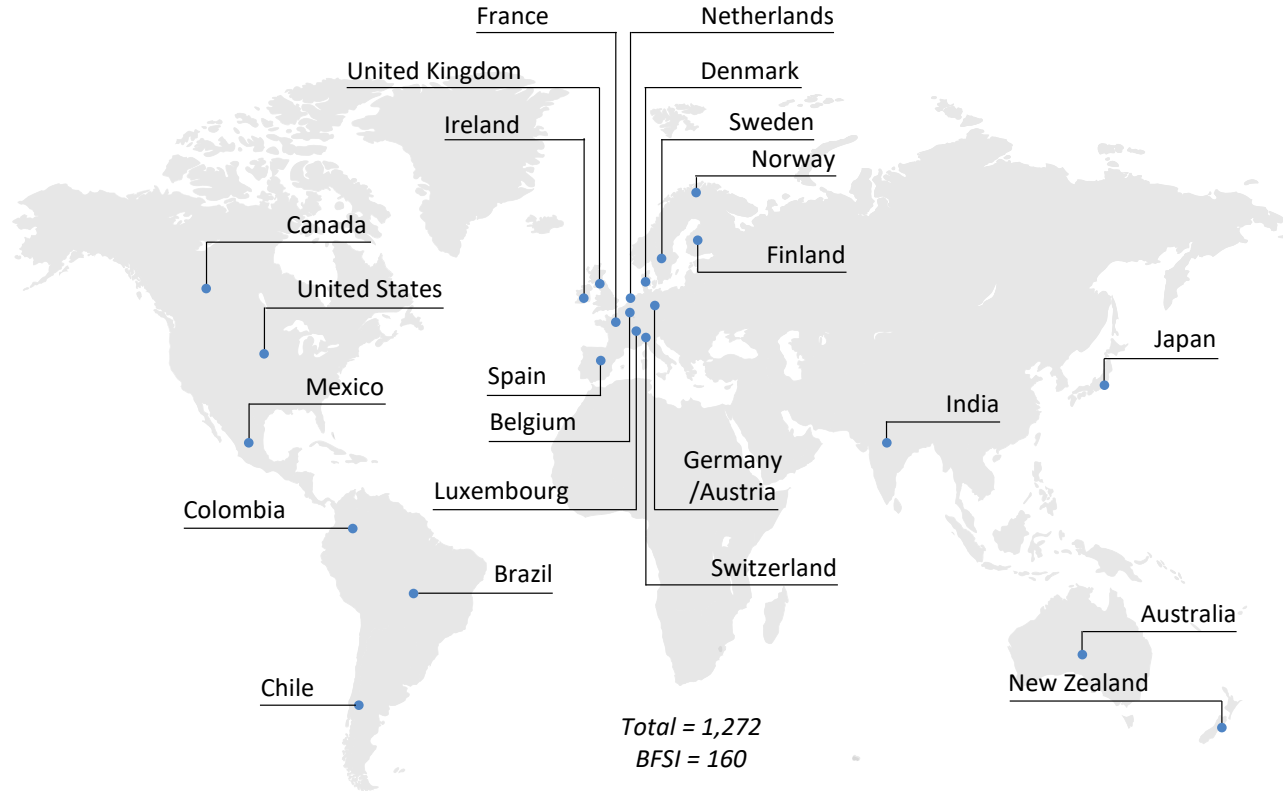 France
Netherlands
United Kingdom
Denmark
Ireland
Sweden
Norway
Canada
Finland
United States
Japan
Spain
Mexico
India
Belgium
Germany
/Austria
Luxembourg
Colombia
Switzerland
Brazil
Australia
Chile
New Zealand
Total = 1,272
BFSI = 160